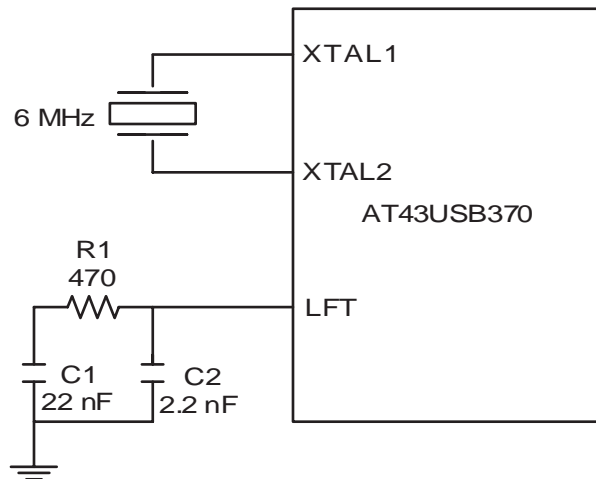 XTAL1
6 MHz
XTAL2
AT43USB370
R1
470
LFT
C1
22 nF
C2
2.2 nF